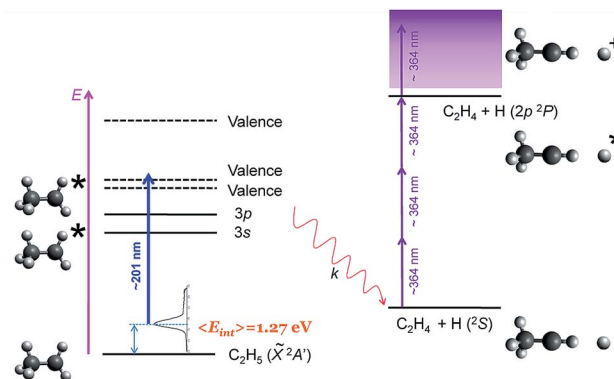 E
Valence
Valence
Valence
3p
3s
*
*
~201 nm
<E_int>=1.27 eV
C₂H₅ (X̃ ²A')
k
~ 364 nm
~ 364 nm
~ 364 nm
~364 nm
C₂H₄ + H (2p ²P)
C₂H₄ + H (²S)
+
*